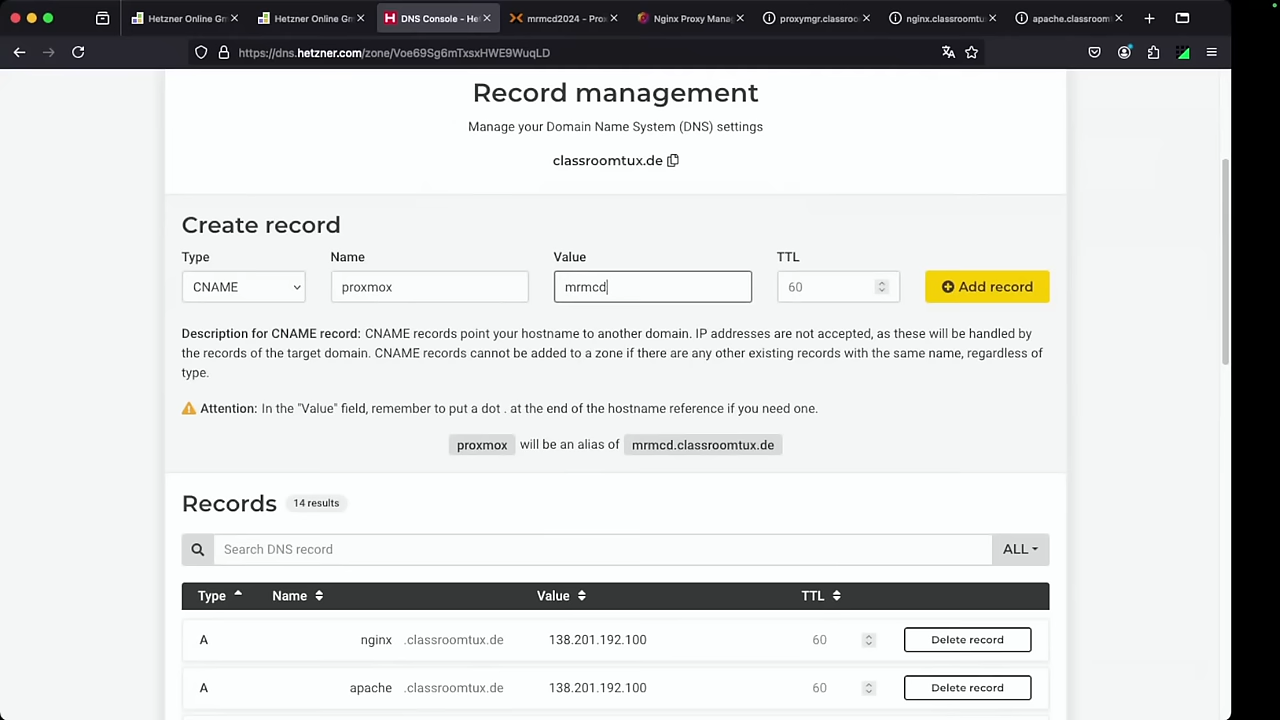 Hetzner Online Gm
Hetzner Online Gm
DNS Console - He
mrmcd2024 - Prox
Nginx Proxy Mana
proxymgr.classroo
nginx.classroomtu
apache.classroom
https://dns.hetzner.com/zone/Voe69Sg6mTxsxHWE9WuqLD
Record management
Manage your Domain Name System (DNS) settings
classroomtux.de
Create record
Type Name Value TTL
CNAME proxmox mrmcd 60 Add record
Description for CNAME record: CNAME records point your hostname to another domain. IP addresses are not accepted, as these will be handled by
the records of the target domain. CNAME records cannot be added to a zone if there are any other existing records with the same name, regardless of
type.
Attention: In the "Value" field, remember to put a dot . at the end of the hostname reference if you need one.
proxmox will be an alias of mrmcd.classroomtux.de
Records 14 results
Search DNS record ALL
Type Name Value TTL
A nginx .classroomtux.de 138.201.192.100 60 Delete record
A apache .classroomtux.de 138.201.192.100 60 Delete record